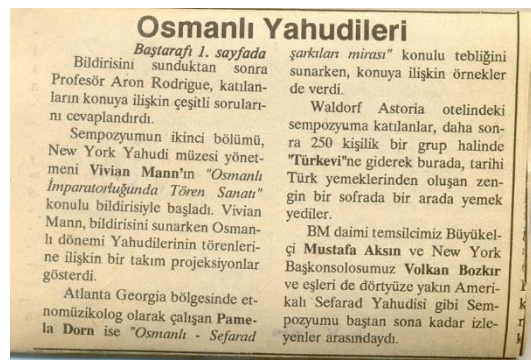 Osmanlı Yahudileri
Baştarafı 1. sayfada
Bildirisini sunduktan sonra
Profesör Aron Rodrigue, katılan-
ların konuya ilişkin çeşitli soruları-
nı cevaplandırdı.
Sempozyumun ikinci bölümü,
New York Yahudi müzesi yönet-
meni Vivian Mann'ın "Osmanlı
İmparatorluğunda Tören Sanatı"
konulu bildirisiyle başladı. Vivian
Mann, bildirisini sunarken Osman-
lı dönemi Yahudilerinin törenleri-
ne ilişkin bir takım projeksiyonlar
gösterdi.
Atlanta Georgia bölgesinde et-
nomüzikolog olarak çalışan Pame-
la Dorn ise "Osmanlı - Sefarad
şarkıları mirası" konulu tebliğini
sunarken, konuya ilişkin örnekler
de verdi.
Waldorf Astoria otelindeki
sempozyuma katılanlar, daha son-
ra 250 kişilik bir grup halinde
"Türkevi"ne giderek burada, tarihi
Türk yemeklerinden oluşan zen-
gin bir sofrada bir arada yemek
yediler.
BM daimi temsilcimiz Büyükel-
çi Mustafa Akşın ve New York
Başkonsolosumuz Volkan Bozkır
ve eşleri de dörtyüze yakın Ameri-
kalı Sefarad Yahudisi gibi Sem-
pozyumu baştan sona kadar izle-
yenler arasındaydı.